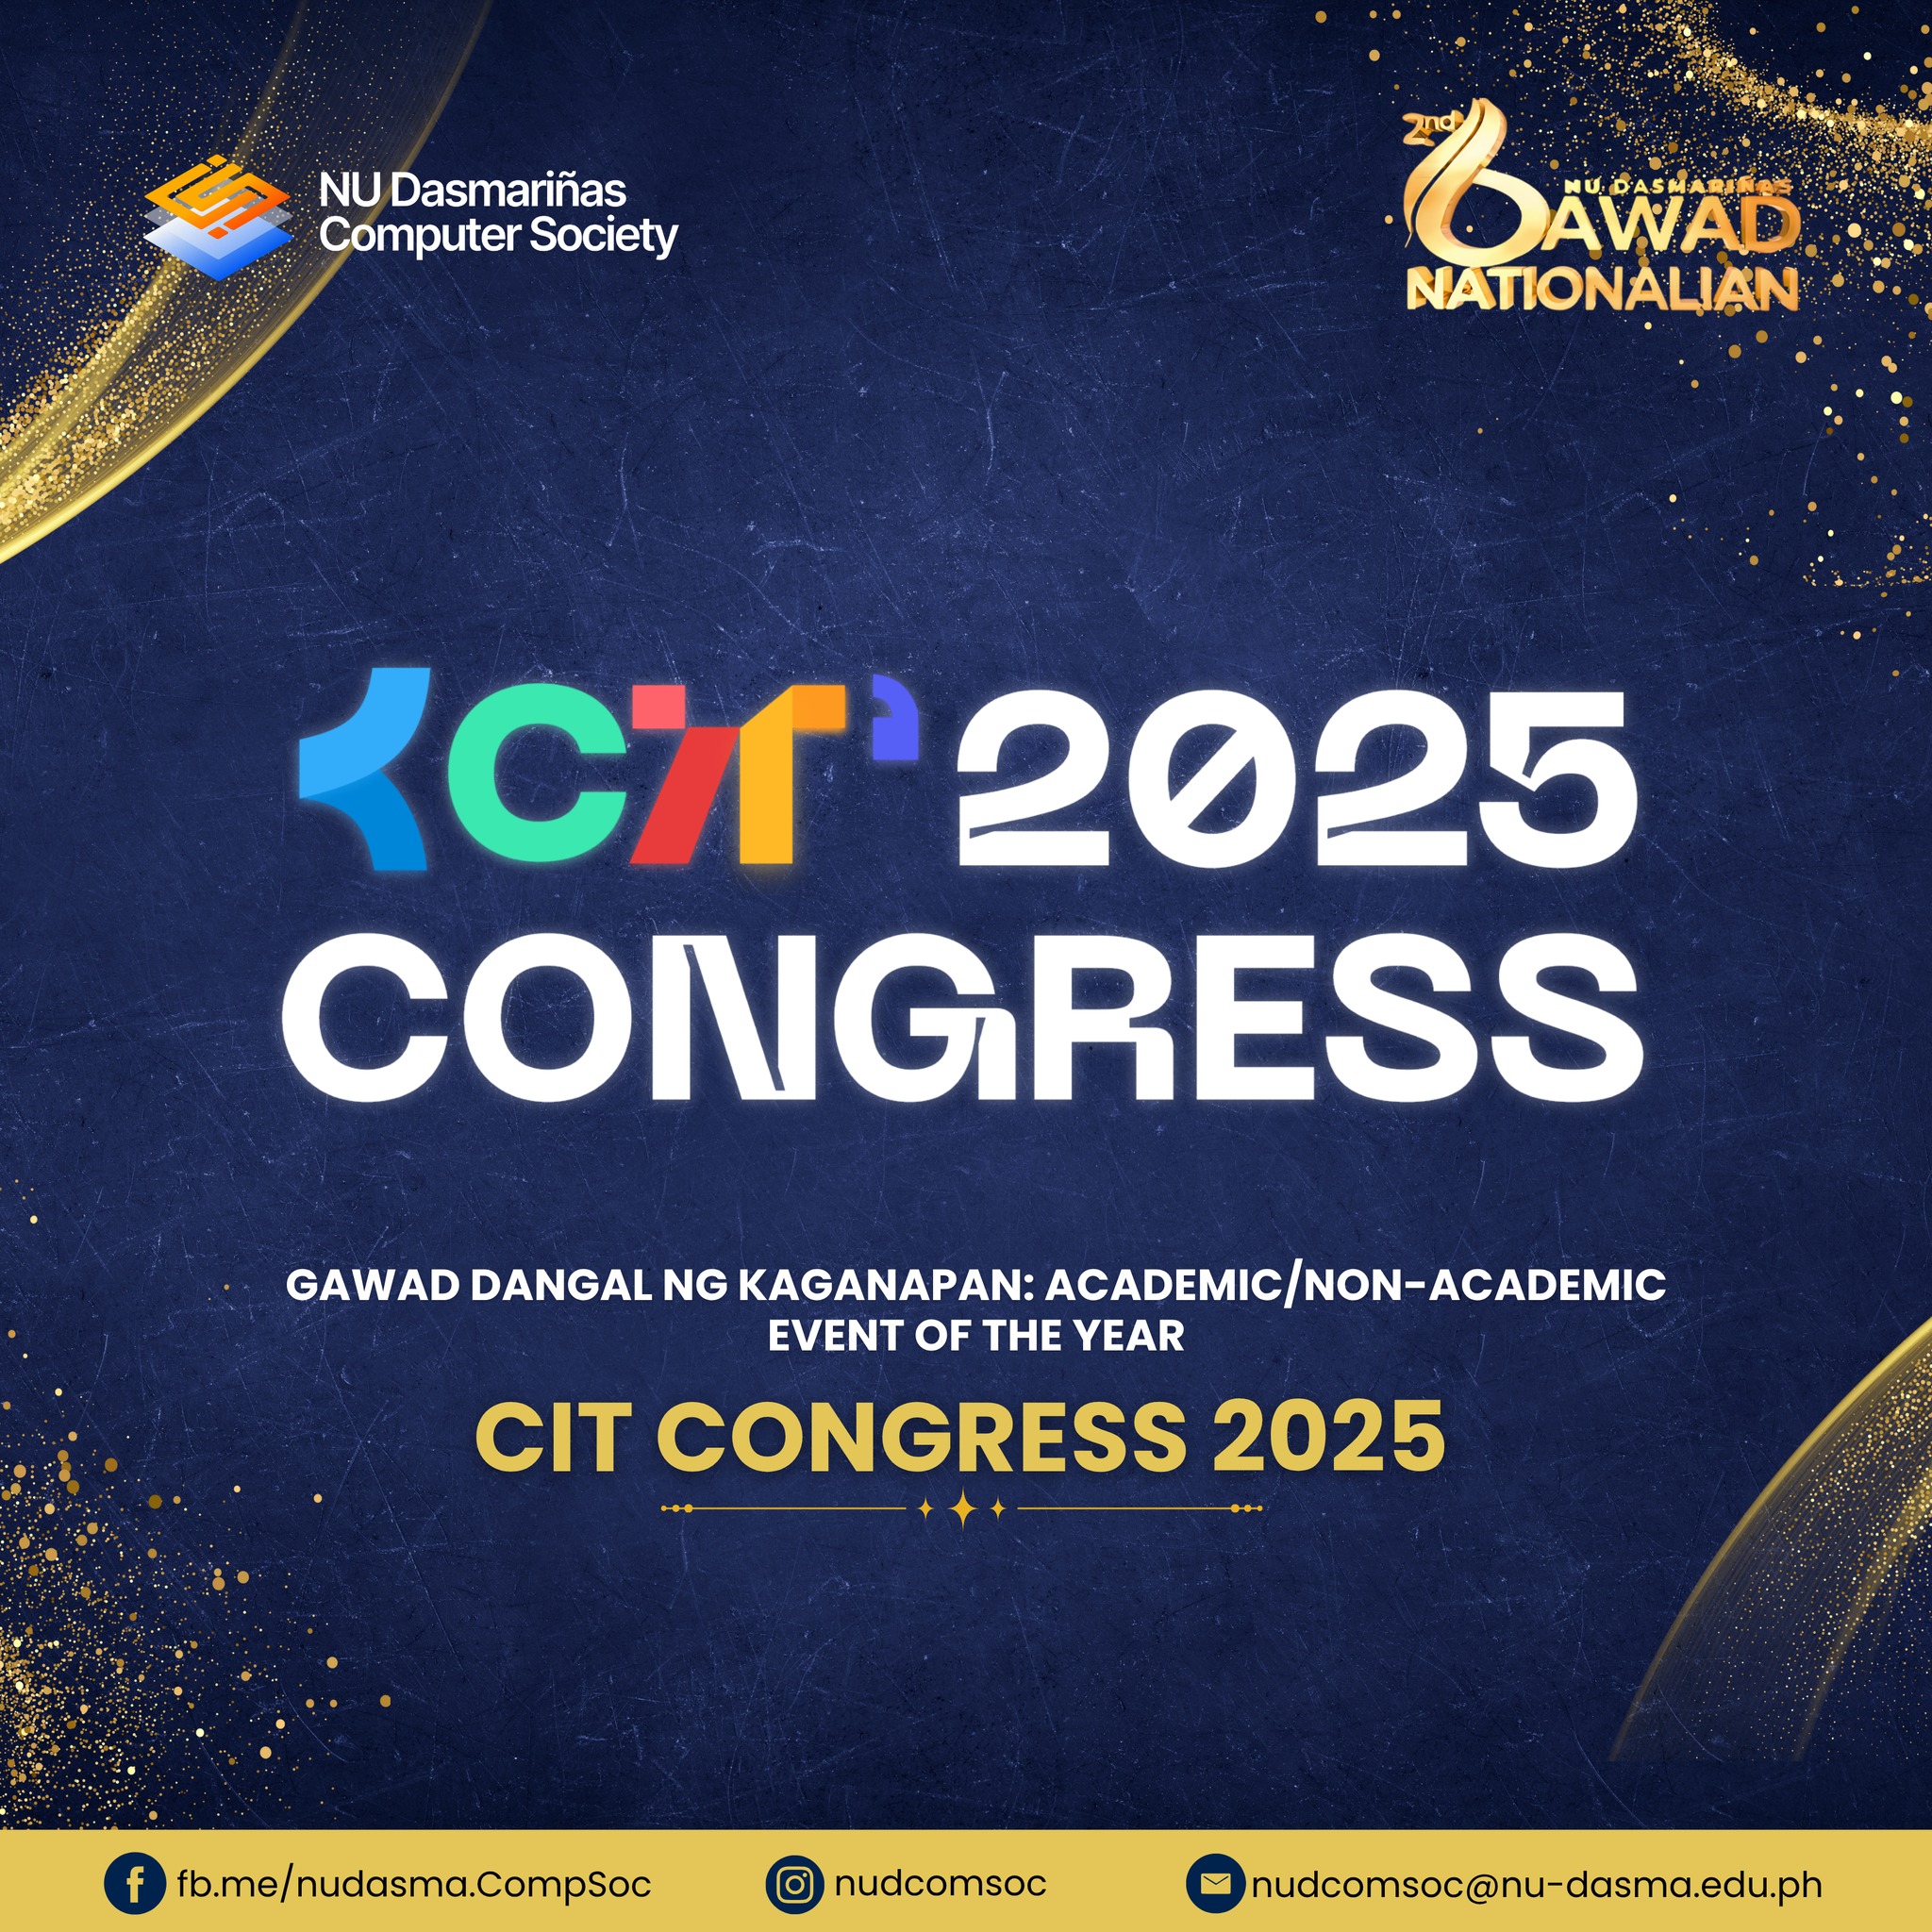 NU Dasmariñas
Computer Society
2nd
NU DASMARIÑAS
GAWAD
NATIONALIAN
CIT' 2025
CONGRESS
GAWAD DANGAL NG KAGANAPAN: ACADEMIC/NON-ACADEMIC
EVENT OF THE YEAR
CIT CONGRESS 2025
fb.me/nudasma.CompSoc
nudcomsoc
nudcomsoc@nu-dasma.edu.ph